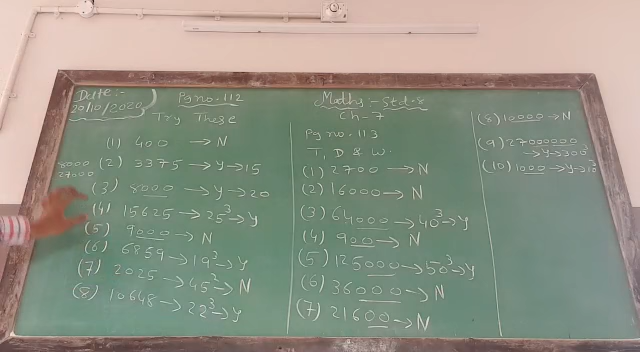 Date:-
20/10/2020
Pg no. 112
Maths:- Std-8
Ch-7
Try These
(1) 400 → N
8000
27000
(2) 3375 → Y → 15
(3) 8000 → Y → 20
(4) 15625 → 25³ → Y
(5) 9000 → N
(6) 6859 → 19³ → Y
(7) 2025 → 45² → N
(8) 10648 → 22³ → Y
Pg no. 113
T, D & W.
(1) 2700 → N
(2) 16000 → N
(3) 64000 → 40³ → Y
(4) 900 → N
(5) 125000 → 50³ → Y
(6) 36000 → N
(7) 21600 → N
(8) 10000 → N
(9) 27000000
→ Y → 300³
(10) 1000 → Y → 10³